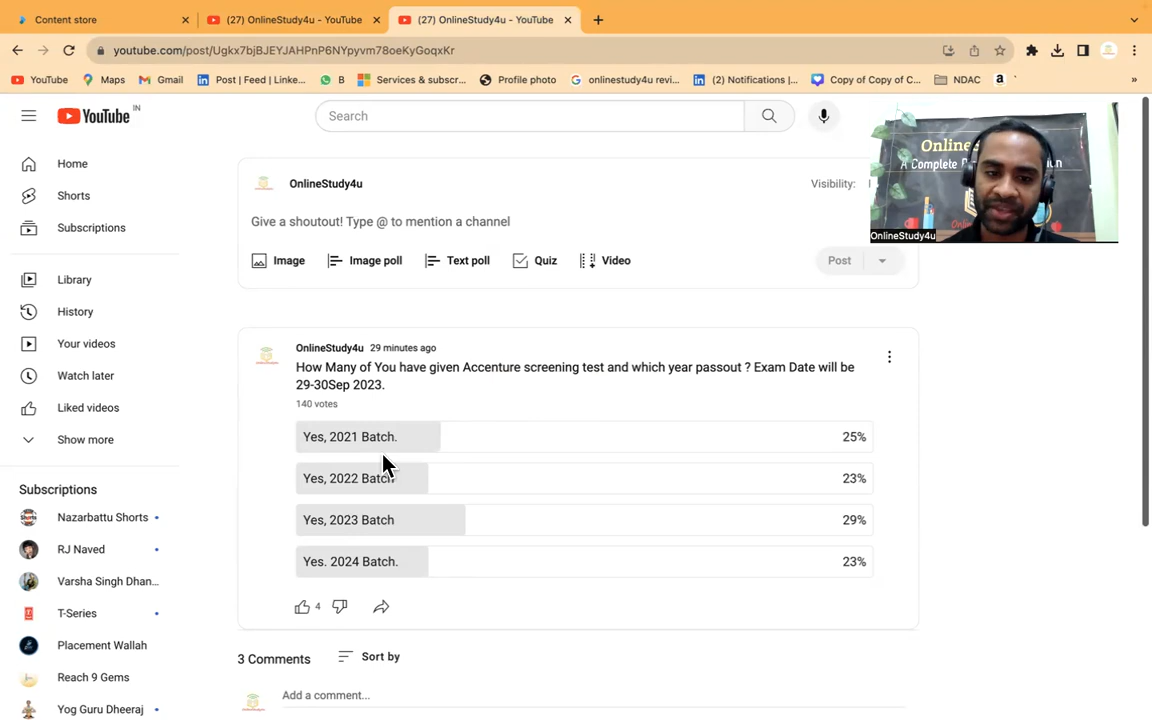 Content store
(27) OnlineStudy4u - YouTube
(27) OnlineStudy4u - YouTube
youtube.com/post/Ugkx7bjBJEYJAHPnP6NYpyvm78oeKyGoqxKr
YouTube
Maps
Gmail
Post | Feed | Linke...
B
Services & subscr...
Profile photo
onlinestudy4u revi...
(2) Notifications |...
Copy of Copy of C...
NDAC
»
YouTube IN
Search
Home
Shorts
Subscriptions
Library
History
Your videos
Watch later
Liked videos
Show more
Subscriptions
Nazarbattu Shorts
RJ Naved
Varsha Singh Dhan...
T-Series
Placement Wallah
Reach 9 Gems
Yog Guru Dheeraj
OnlineStudy4u
Visibility:
Give a shoutout! Type @ to mention a channel
Image
Image poll
Text poll
Quiz
Video
Post
OnlineStudy4u
OnlineStudy4u 29 minutes ago
How Many of You have given Accenture screening test and which year passout ? Exam Date will be
29-30Sep 2023.
140 votes
Yes, 2021 Batch. 25%
Yes, 2022 Batch 23%
Yes, 2023 Batch 29%
Yes. 2024 Batch. 23%
4
3 Comments
Sort by
Add a comment...